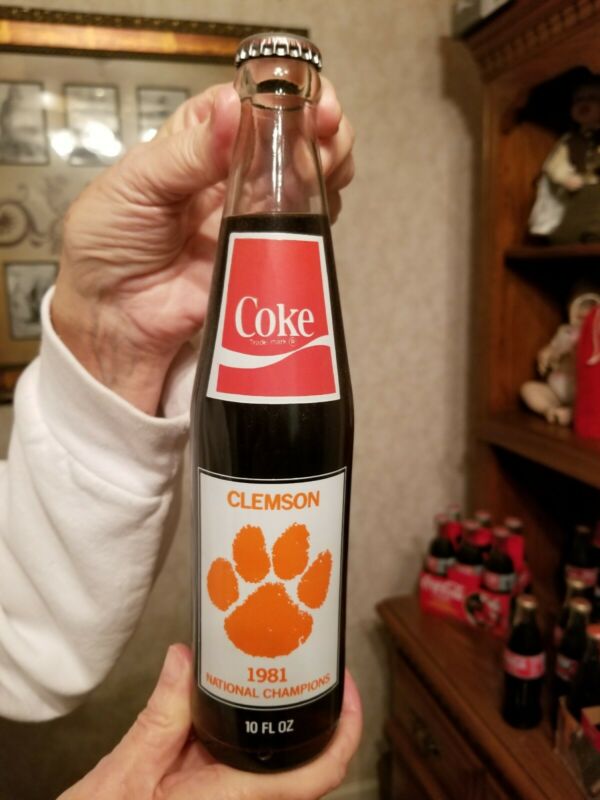 Coke
Trade-mark ®
CLEMSON
1981
NATIONAL CHAMPIONS
10 FL OZ